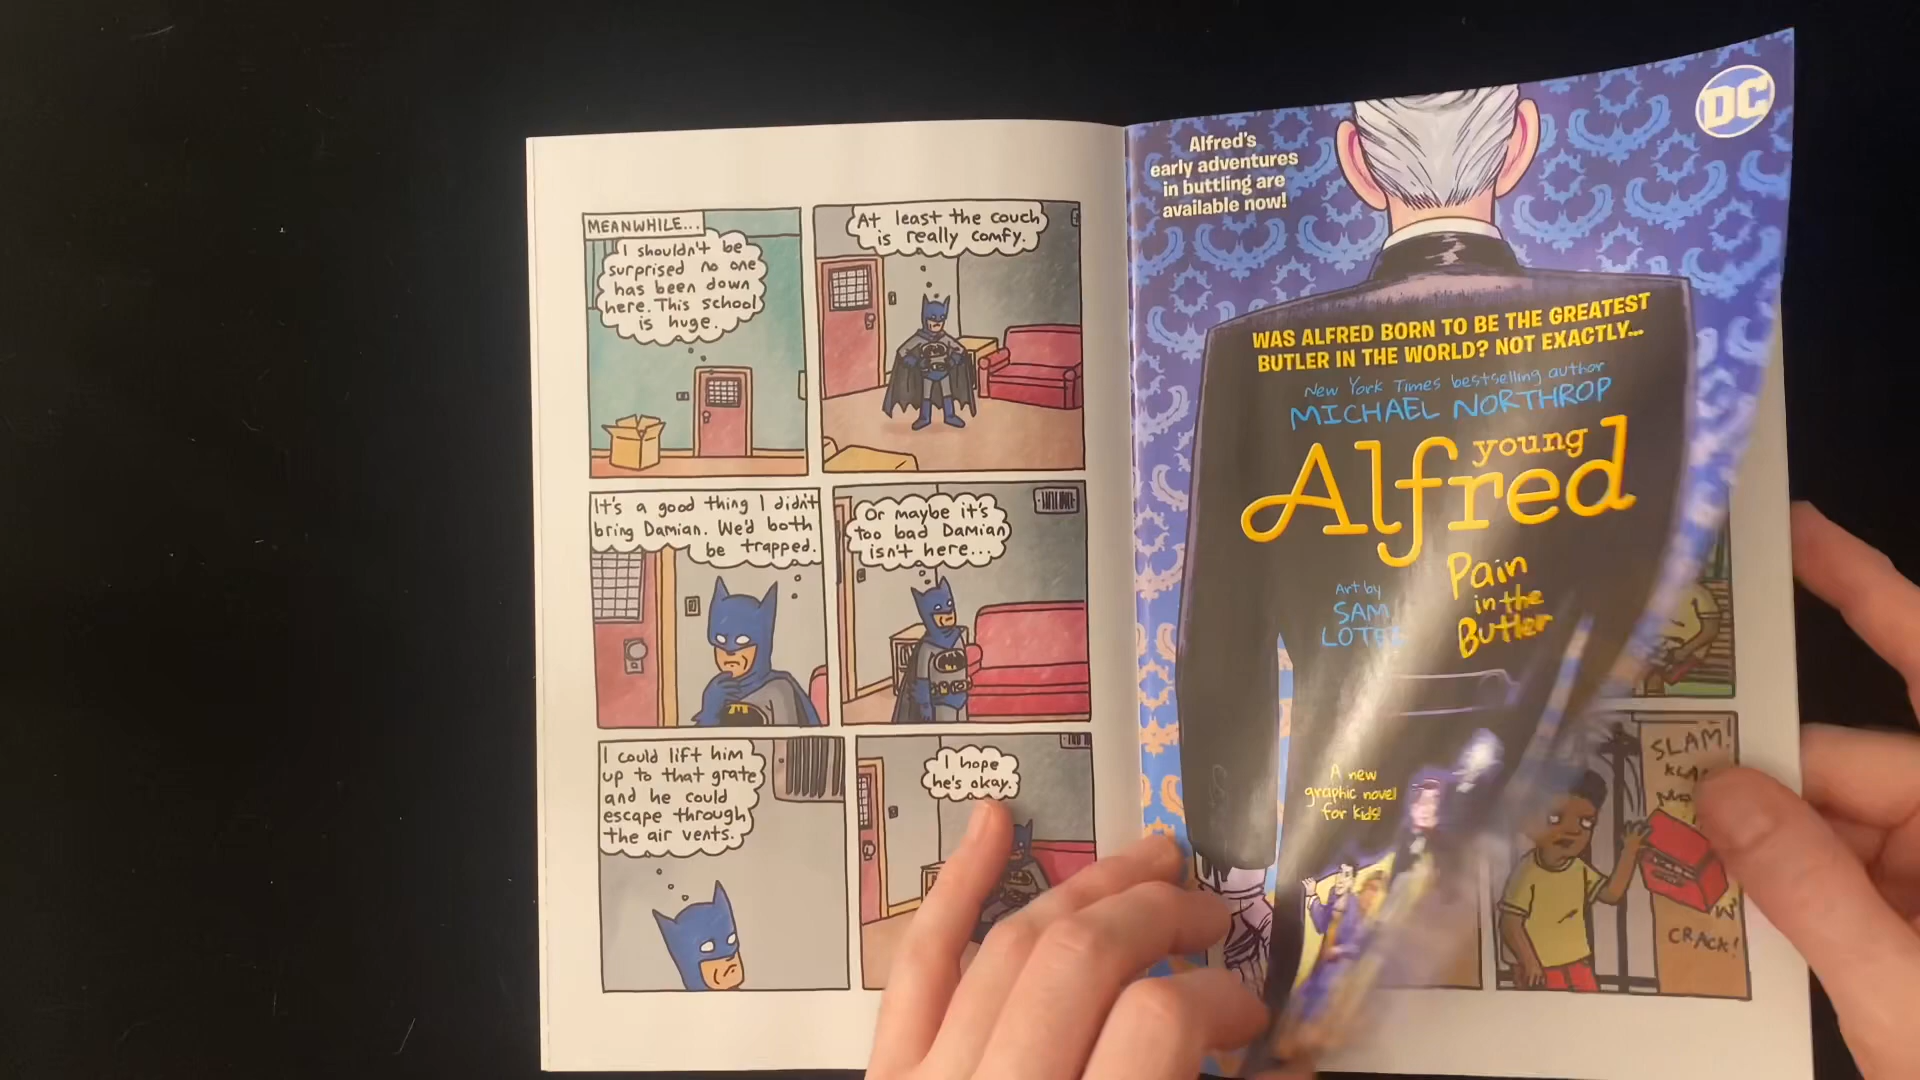 MEANWHILE...
I shouldn't be
surprised no one
has been down
here. This school
is huge.
At least the couch
is really comfy.
It's a good thing I didn't
bring Damian. We'd both
be trapped.
Or maybe it's
too bad Damian
isn't here...
I could lift him
up to that grate
and he could
escape through
the air vents.
I hope
he's okay.
DC
Alfred's
early adventures
in buttling are
available now!
WAS ALFRED BORN TO BE THE GREATEST
BUTLER IN THE WORLD? NOT EXACTLY...
New York Times bestselling author
MICHAEL NORTHROP
young
Alfred
Pain
in the
Butler
Art by
SAM
A new
graphic novel
for kids!
SLAM!
CRACK!